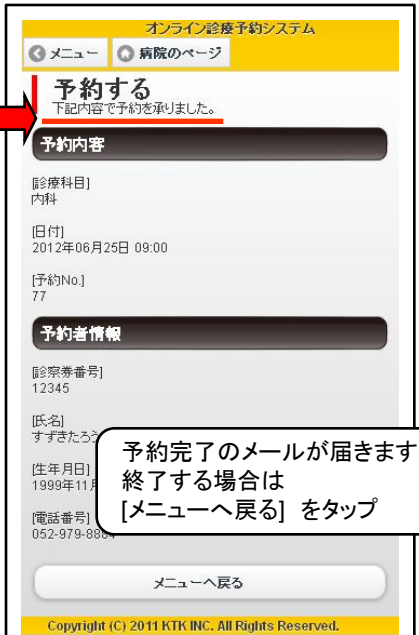 オンライン診療予約システム
メニュー 病院のページ
予約する
下記内容で予約を承りました。
予約内容
[診療科目]
内科
[日付]
2012年06月25日 09:00
[予約No.]
77
予約者情報
[診察券番号]
12345
[氏名]
すずきたろう
[生年月日]
1999年11月
[電話番号]
052-979-8884
予約完了のメールが届きます
終了する場合は
[メニューへ戻る] をタップ
メニューへ戻る
Copyright (C) 2011 KTK INC. All Rights Reserved.